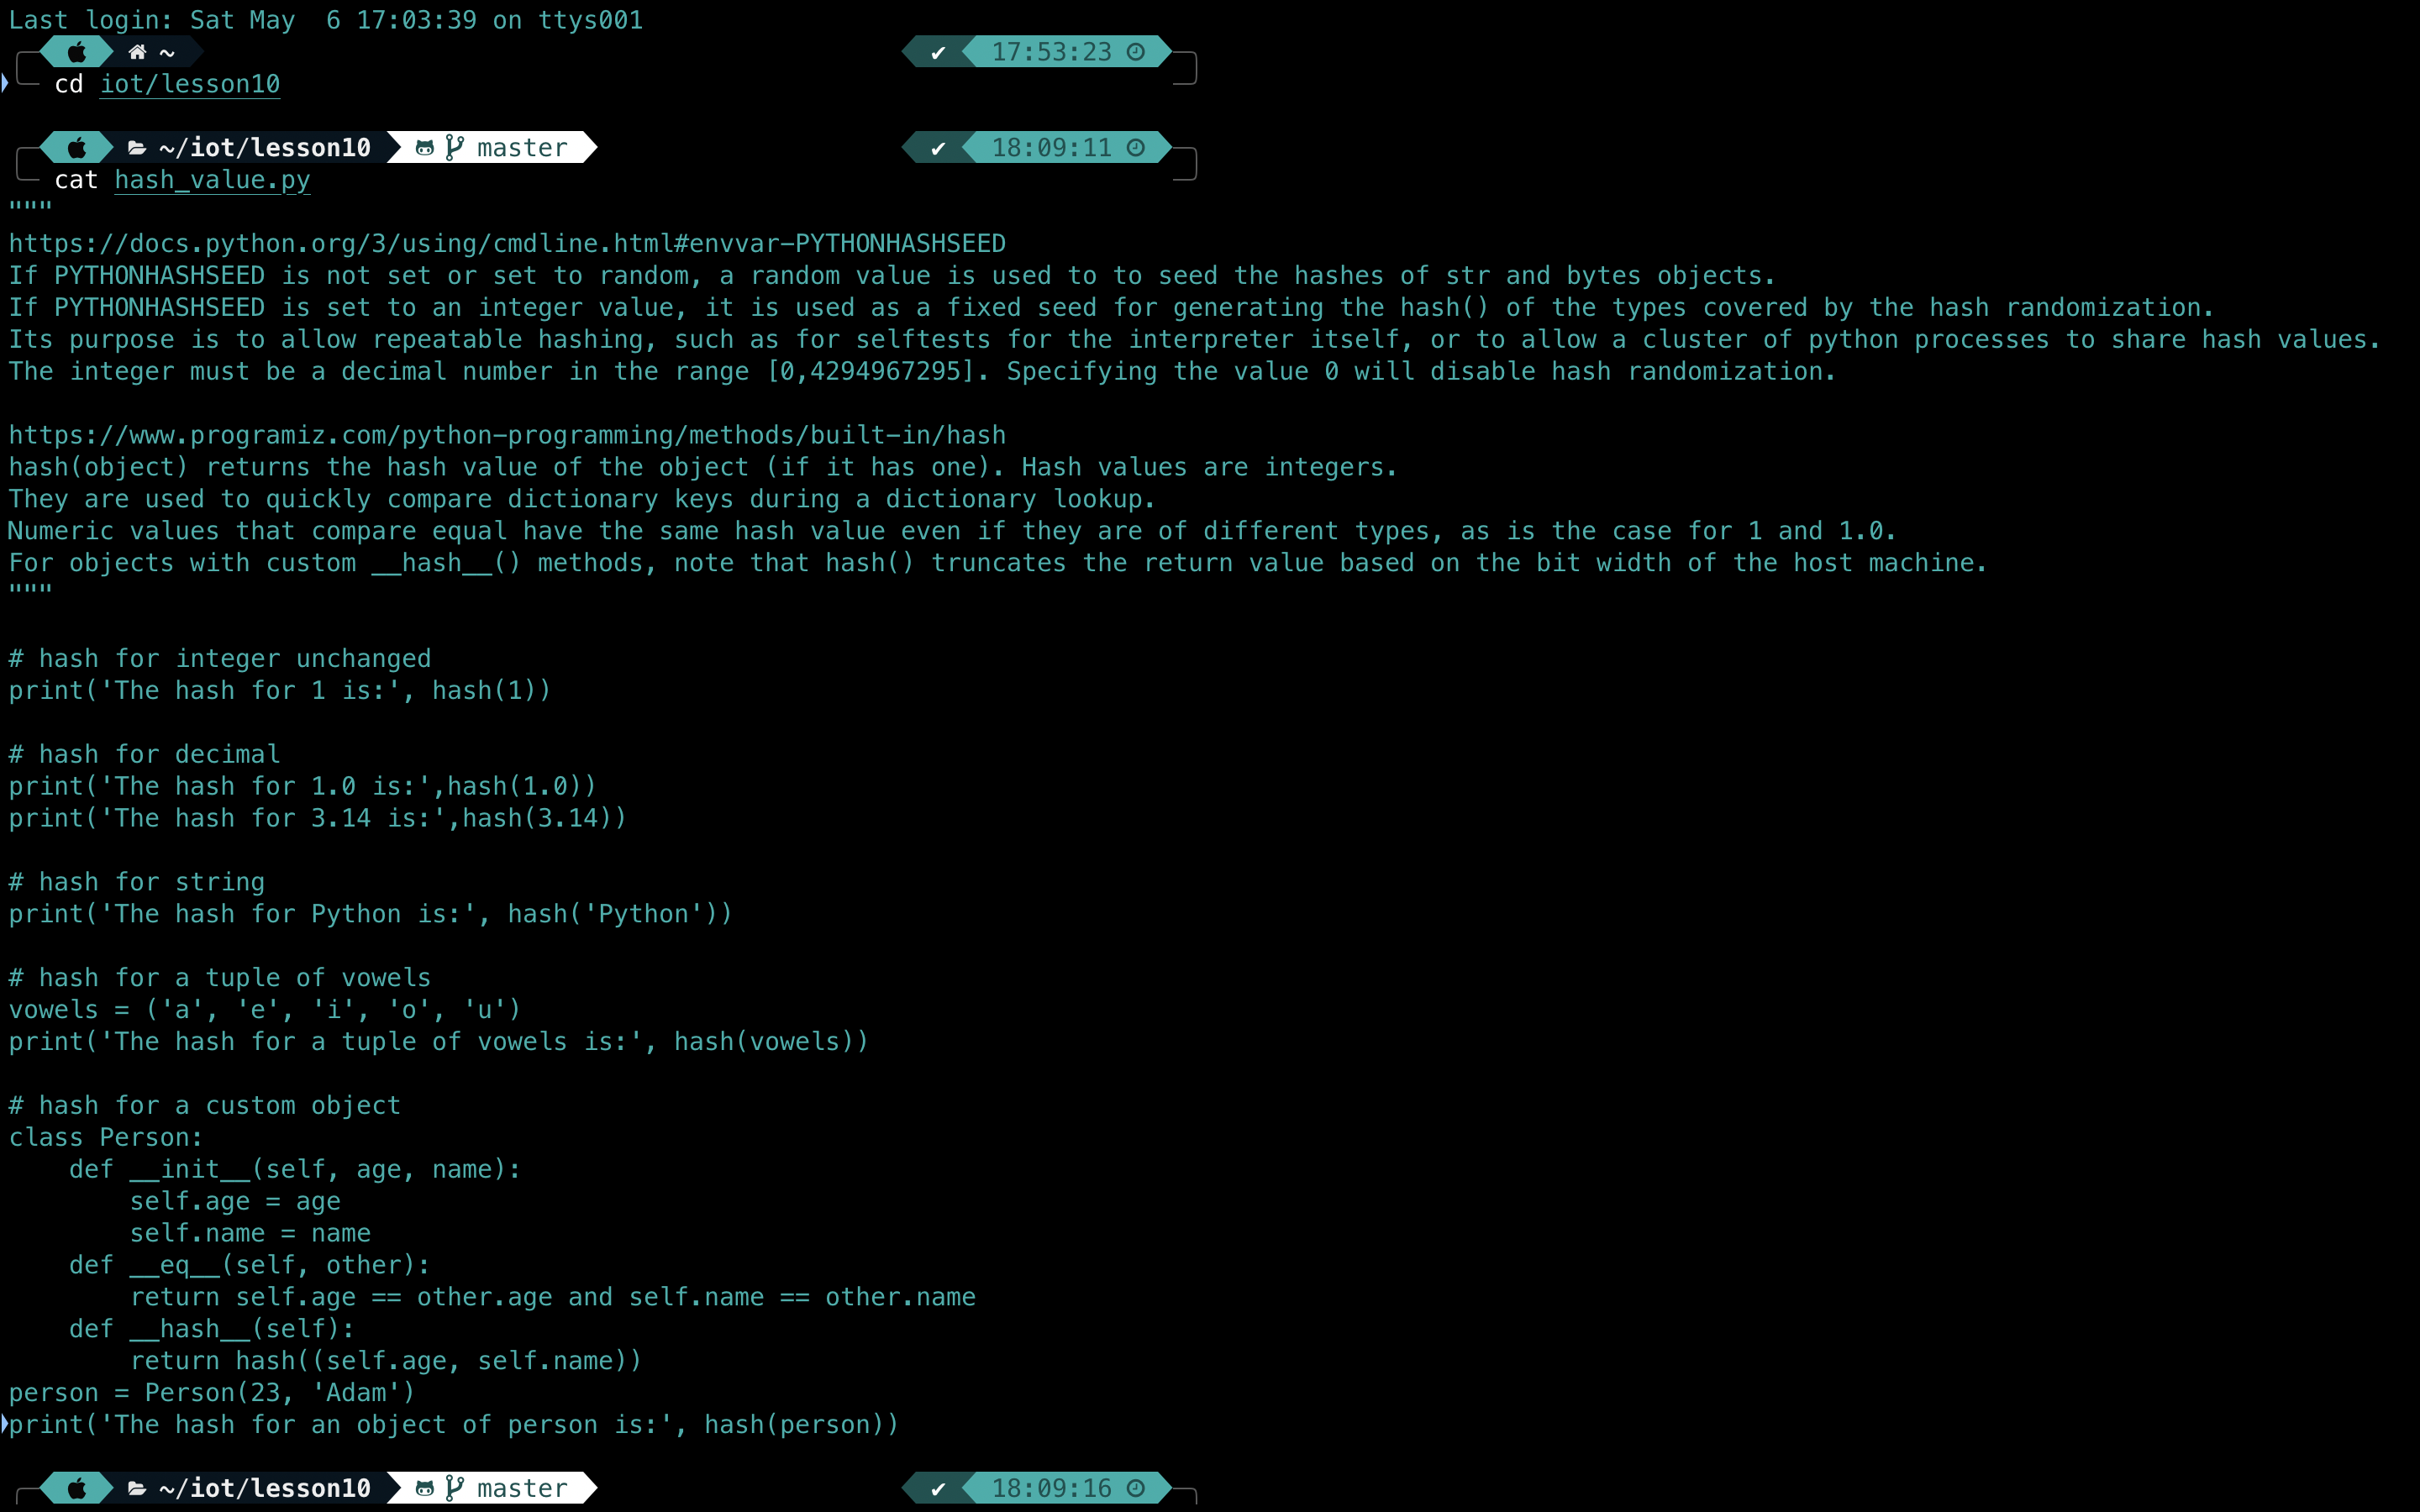 Last login: Sat May  6 17:03:39 on ttys001
~ ✔ 17:53:23
cd iot/lesson10
~/iot/lesson10 master ✔ 18:09:11
cat hash_value.py
"""
https://docs.python.org/3/using/cmdline.html#envvar-PYTHONHASHSEED
If PYTHONHASHSEED is not set or set to random, a random value is used to to seed the hashes of str and bytes objects.
If PYTHONHASHSEED is set to an integer value, it is used as a fixed seed for generating the hash() of the types covered by the hash randomization.
Its purpose is to allow repeatable hashing, such as for selftests for the interpreter itself, or to allow a cluster of python processes to share hash values.
The integer must be a decimal number in the range [0,4294967295]. Specifying the value 0 will disable hash randomization.

https://www.programiz.com/python-programming/methods/built-in/hash
hash(object) returns the hash value of the object (if it has one). Hash values are integers.
They are used to quickly compare dictionary keys during a dictionary lookup.
Numeric values that compare equal have the same hash value even if they are of different types, as is the case for 1 and 1.0.
For objects with custom __hash__() methods, note that hash() truncates the return value based on the bit width of the host machine.
"""

# hash for integer unchanged
print('The hash for 1 is:', hash(1))

# hash for decimal
print('The hash for 1.0 is:',hash(1.0))
print('The hash for 3.14 is:',hash(3.14))

# hash for string
print('The hash for Python is:', hash('Python'))

# hash for a tuple of vowels
vowels = ('a', 'e', 'i', 'o', 'u')
print('The hash for a tuple of vowels is:', hash(vowels))

# hash for a custom object
class Person:
    def __init__(self, age, name):
        self.age = age
        self.name = name
    def __eq__(self, other):
        return self.age == other.age and self.name == other.name
    def __hash__(self):
        return hash((self.age, self.name))
person = Person(23, 'Adam')
print('The hash for an object of person is:', hash(person))

~/iot/lesson10 master ✔ 18:09:16